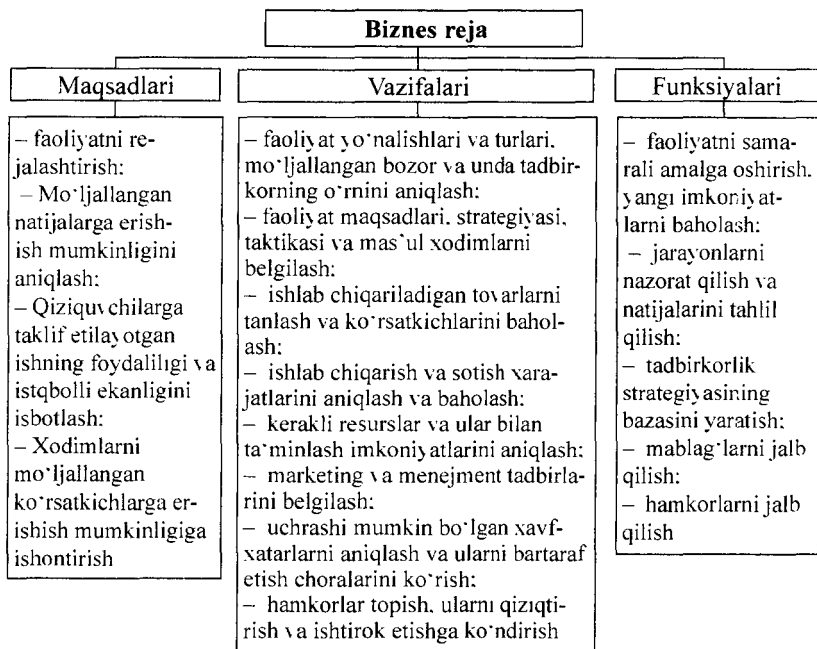 Biznes reja
Maqsadlari
– faoliyatni re-
jalashtirish:
– Mo‘ljallangan
natijalarga erish-
ish mumkinligini
aniqlash:
– Qiziquvchilarga
taklif etilayotgan
ishning foydaliligi va
istqbolli ekanligini
isbotlash:
– Xodimlarni
mo‘ljallangan
ko‘rsatkichlarga er-
ishish mumkinligiga
ishontirish
Vazifalari
– faoliyat yo‘nalishlari va turlari.
mo‘ljallangan bozor va unda tadbir-
korning o‘rnini aniqlash:
– faoliyat maqsadlari. strategiyasi.
taktikasi va mas‘ul xodimlarni
belgilash:
– ishlab chiqariladigan tovarlarni
tanlash va ko‘rsatkichlarini bahol-
ash:
– ishlab chiqarish va sotish xara-
jatlarini aniqlash va baholash:
– kerakli resurslar va ular bilan
ta‘minlash imkoniyatlarini aniqlash:
– marketing va menejment tadbirla-
rini belgilash:
– uchrashi mumkin bo‘lgan xavf-
xatarlarni aniqlash va ularni bartaraf
etish choralarini ko‘rish:
– hamkorlar topish. ularni qiziqti-
rish va ishtirok etishga ko‘ndirish
Funksiyalari
– faoliyatni sama-
rali amalga oshirish.
yangi imkoniyat-
larni baholash:
– jarayonlarni
nazorat qilish va
natijalarini tahlil
qilish:
– tadbirkorlik
strategiyasining
bazasini yaratish:
– mablag‘larni jalb
qilish:
– hamkorlarni jalb
qilish